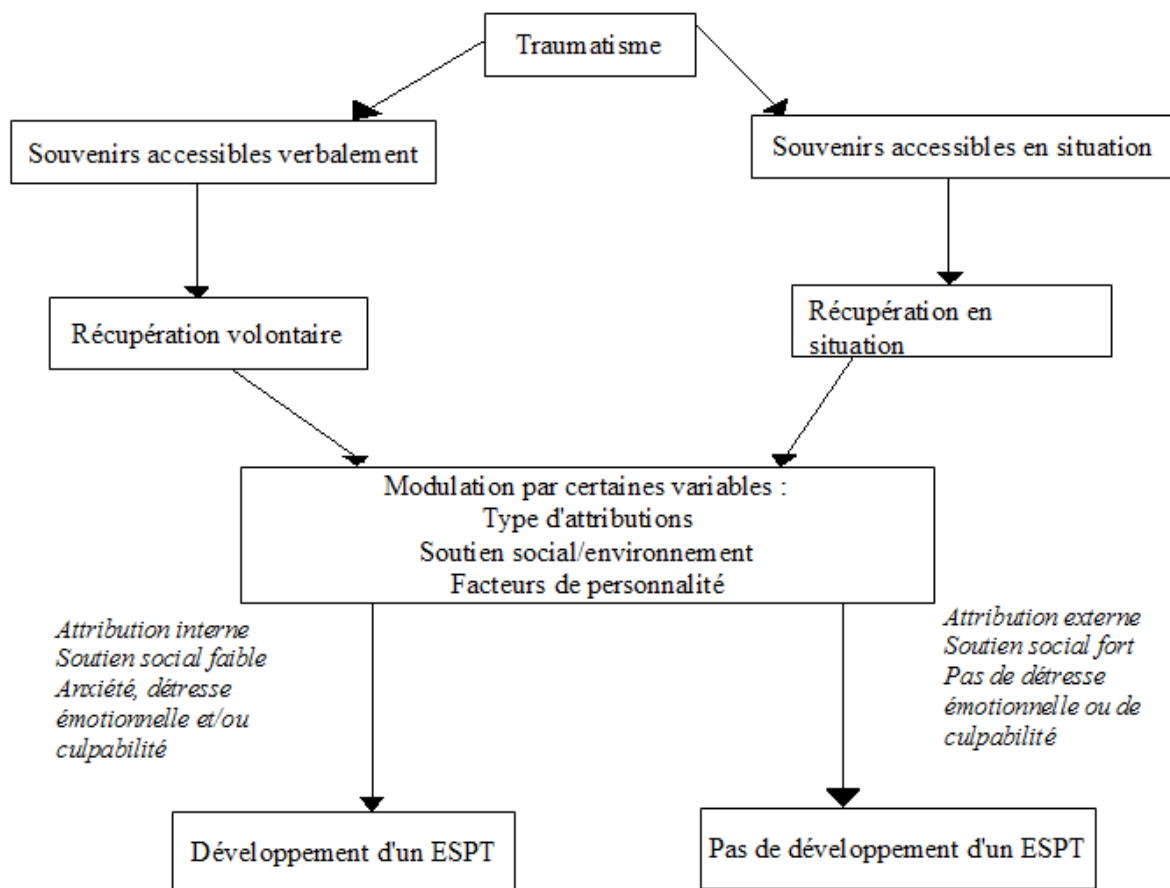 Traumatisme
Souvenirs accessibles verbalement
Souvenirs accessibles en situation
Récupération volontaire
Récupération en
situation
Modulation par certaines variables :
Type d'attributions
Soutien social/environnement
Facteurs de personnalité
Attribution interne
Soutien social faible
Anxiété, détresse
émotionnelle et/ou
culpabilité
Attribution externe
Soutien social fort
Pas de détresse
émotionnelle ou de
culpabilité
Développement d'un ESPT
Pas de développement d'un ESPT